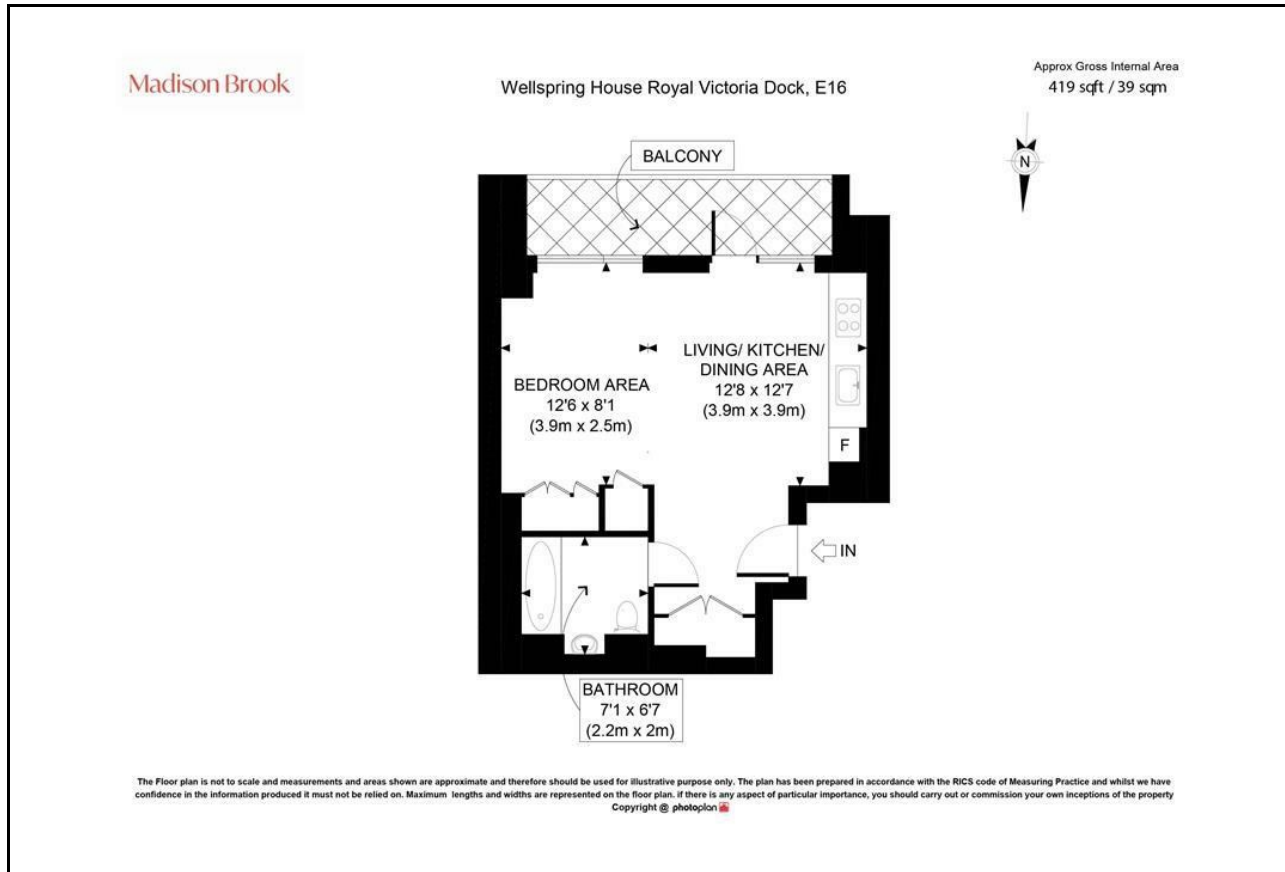 Madison Brook
Wellspring House Royal Victoria Dock, E16
Approx Gross Internal Area
419 sqft / 39 sqm
N
BALCONY
LIVING/ KITCHEN/
DINING AREA
12'8 x 12'7
(3.9m x 3.9m)
BEDROOM AREA
12'6 x 8'1
(3.9m x 2.5m)
F
IN
BATHROOM
7'1 x 6'7
(2.2m x 2m)
The Floor plan is not to scale and measurements and areas shown are approximate and therefore should be used for illustrative purpose only. The plan has been prepared in accordance with the RICS code of Measuring Practice and whilst we have
confidence in the information produced it must not be relied on. Maximum lengths and widths are represented on the floor plan. if there is any aspect of particular importance, you should carry out or commission your own inceptions of the property
Copyright @ photoplan